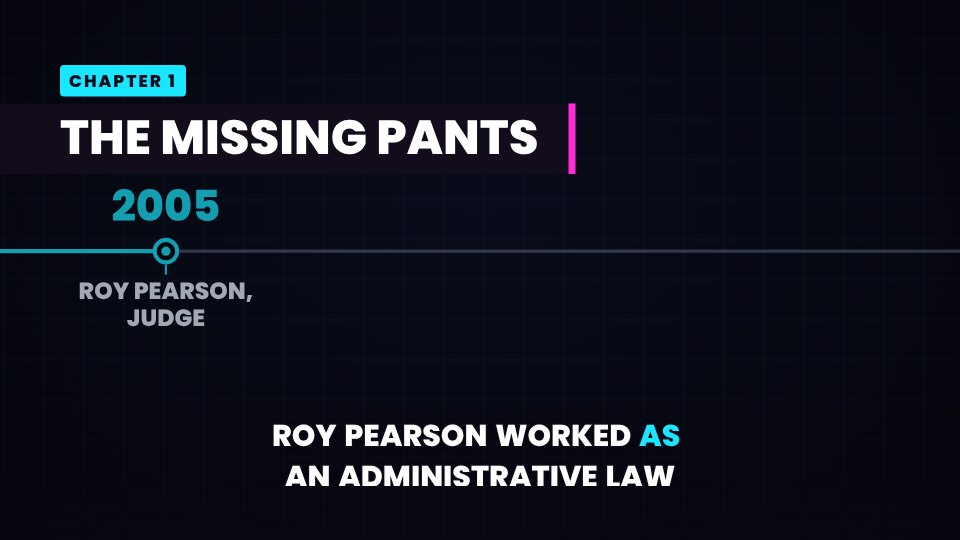 CHAPTER 1
THE MISSING PANTS
2005
ROY PEARSON,
JUDGE
ROY PEARSON WORKED AS
AN ADMINISTRATIVE LAW